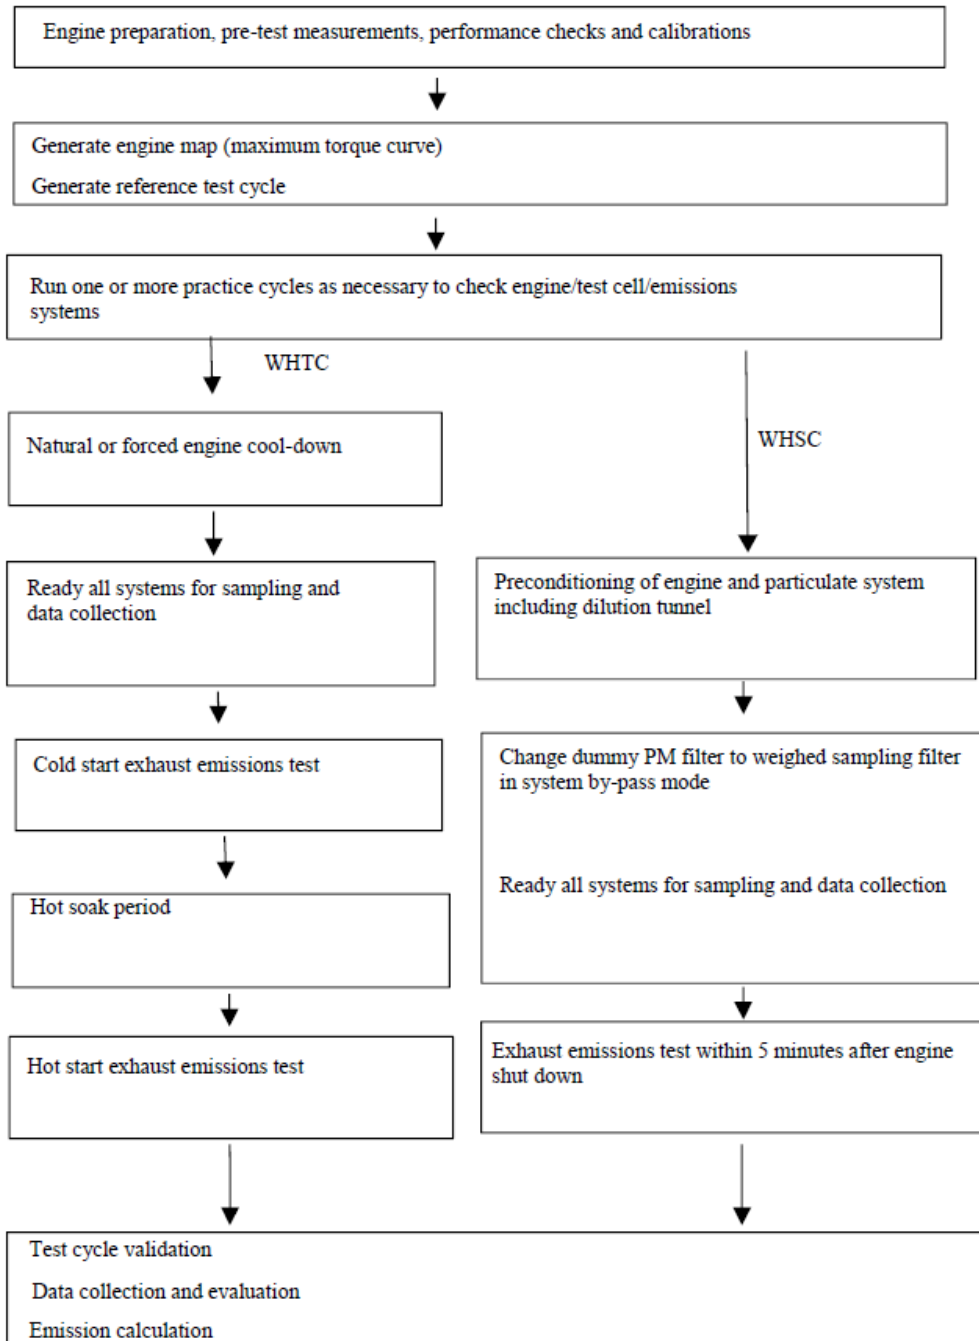 Engine preparation, pre-test measurements, performance checks and calibrations
Generate engine map (maximum torque curve)
Generate reference test cycle
Run one or more practice cycles as necessary to check engine/test cell/emissions
systems
WHTC
Natural or forced engine cool-down
Ready all systems for sampling and
data collection
Cold start exhaust emissions test
Hot soak period
Hot start exhaust emissions test
WHSC
Preconditioning of engine and particulate system
including dilution tunnel
Change dummy PM filter to weighed sampling filter
in system by-pass mode
Ready all systems for sampling and data collection
Exhaust emissions test within 5 minutes after engine
shut down
Test cycle validation
Data collection and evaluation
Emission calculation